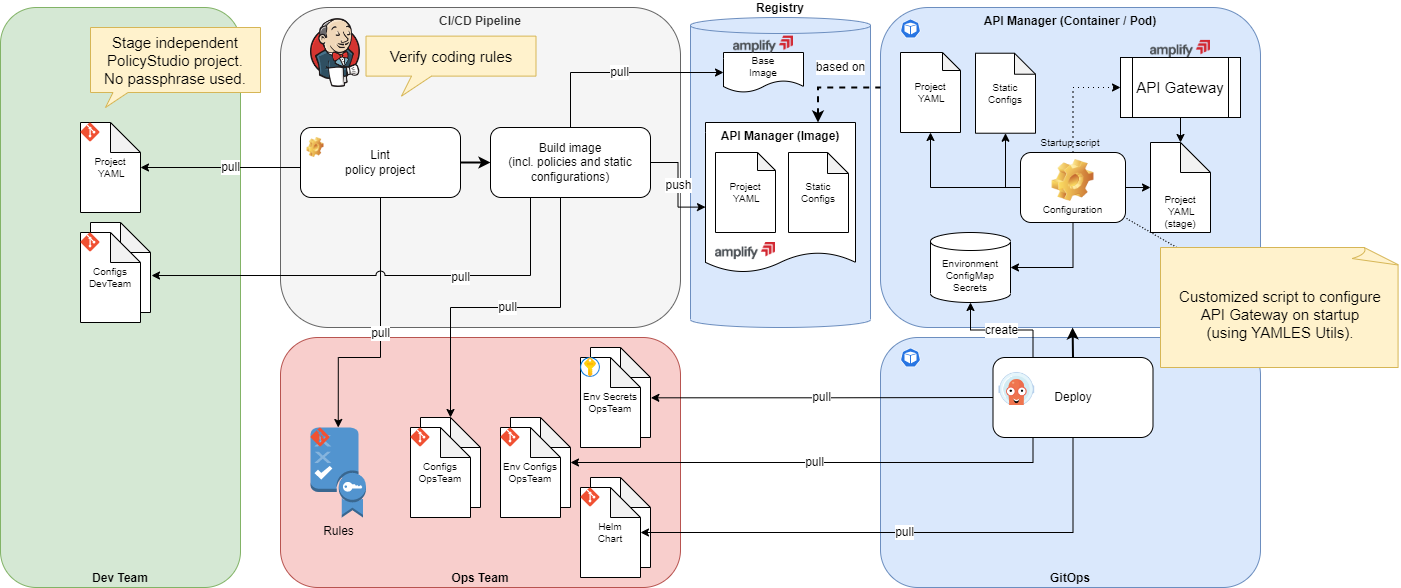 CI/CD Pipeline
Registry
API Manager (Container / Pod)
Stage independent
PolicyStudio project.
No passphrase used.
Verify coding rules
amplify
Base
Image
pull
based on
Project
YAML
Static
Configs
amplify
API Gateway
Startup script
Configuration
Project
YAML
(stage)
Project
YAML
pull
Lint
policy project
Build image
(incl. policies and static
configurations)
push
API Manager (Image)
Project
YAML
Static
Configs
amplify
Configs
DevTeam
pull
pull
pull
Environment
ConfigMap
Secrets
create
Customized script to configure
API Gateway on startup
(using YAMLES Utils).
Env Secrets
OpsTeam
pull
Deploy
Configs
OpsTeam
Env Configs
OpsTeam
pull
Rules
Helm
Chart
pull
Dev Team
Ops Team
GitOps